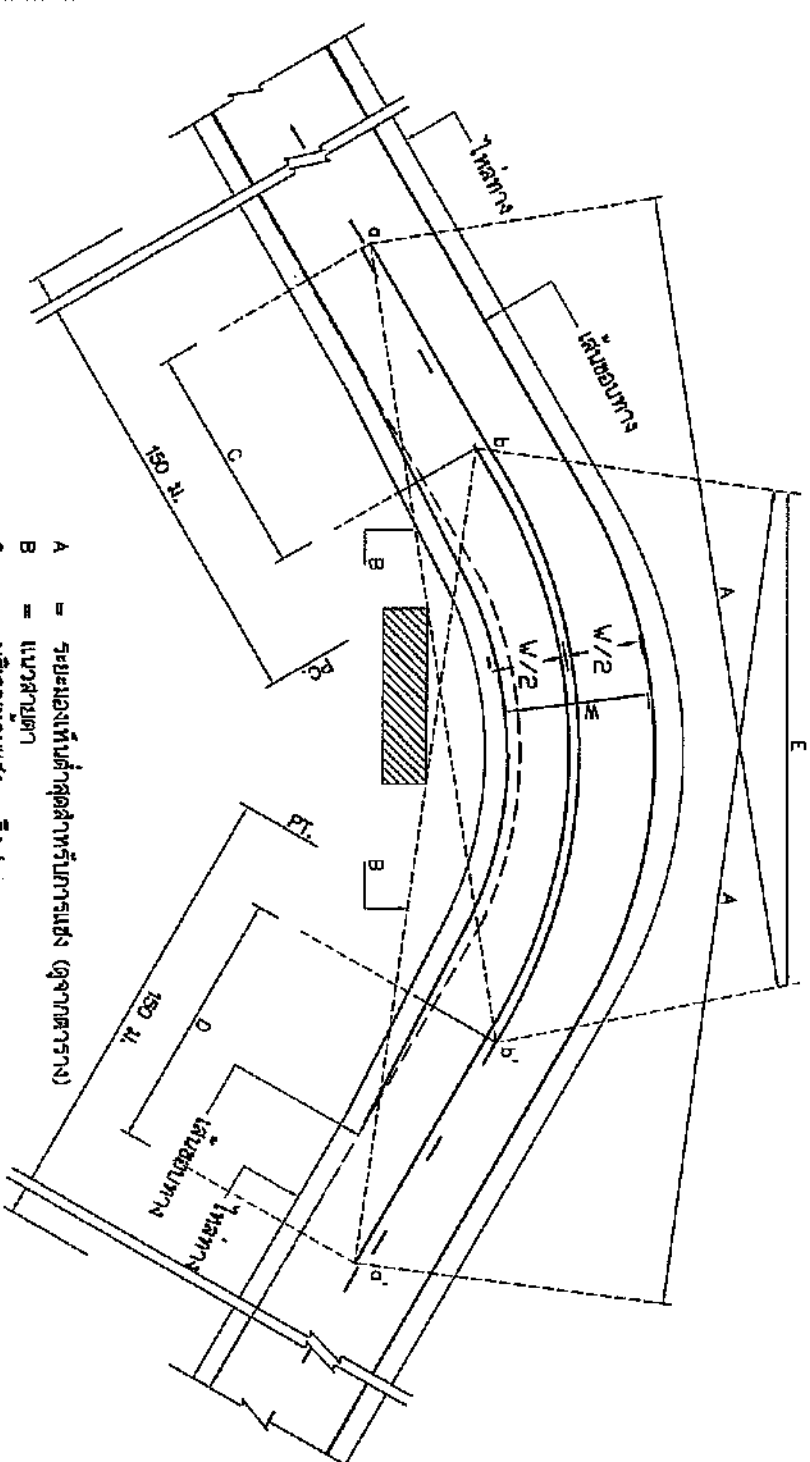 ไหล่ทาง
เส้นขอบทาง
E
A
A
a
b
W/2
W/2
W
C
150 ม.
B
B
P.C.
PT.
D
150 ม.
b'
a'
เส้นขอบทาง
ไหล่ทาง
A = ระยะมองเห็นต่ำสุดสำหรับการแซง (ดูจากตาราง)
B = แนวสายตา